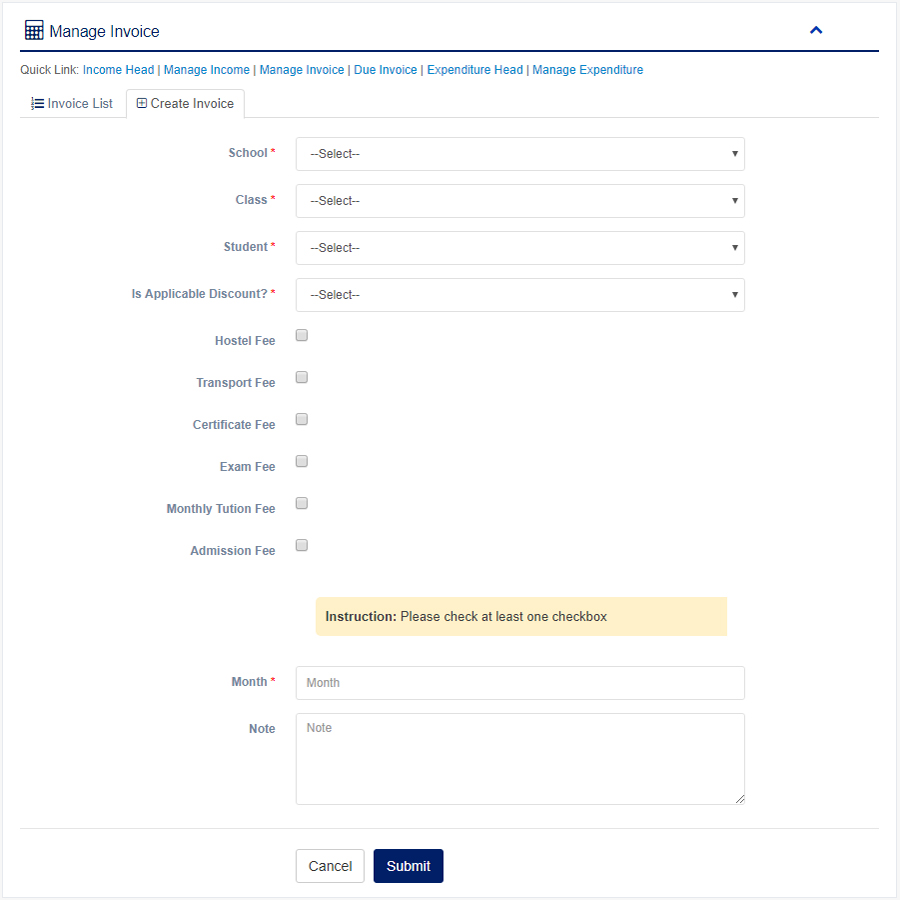 Manage Invoice
Quick Link: Income Head | Manage Income | Manage Invoice | Due Invoice | Expenditure Head | Manage Expenditure
Invoice List Create Invoice
School * --Select--
Class * --Select--
Student * --Select--
Is Applicable Discount? * --Select--
Hostel Fee
Transport Fee
Certificate Fee
Exam Fee
Monthly Tution Fee
Admission Fee
Instruction: Please check at least one checkbox
Month * Month
Note Note
Cancel Submit